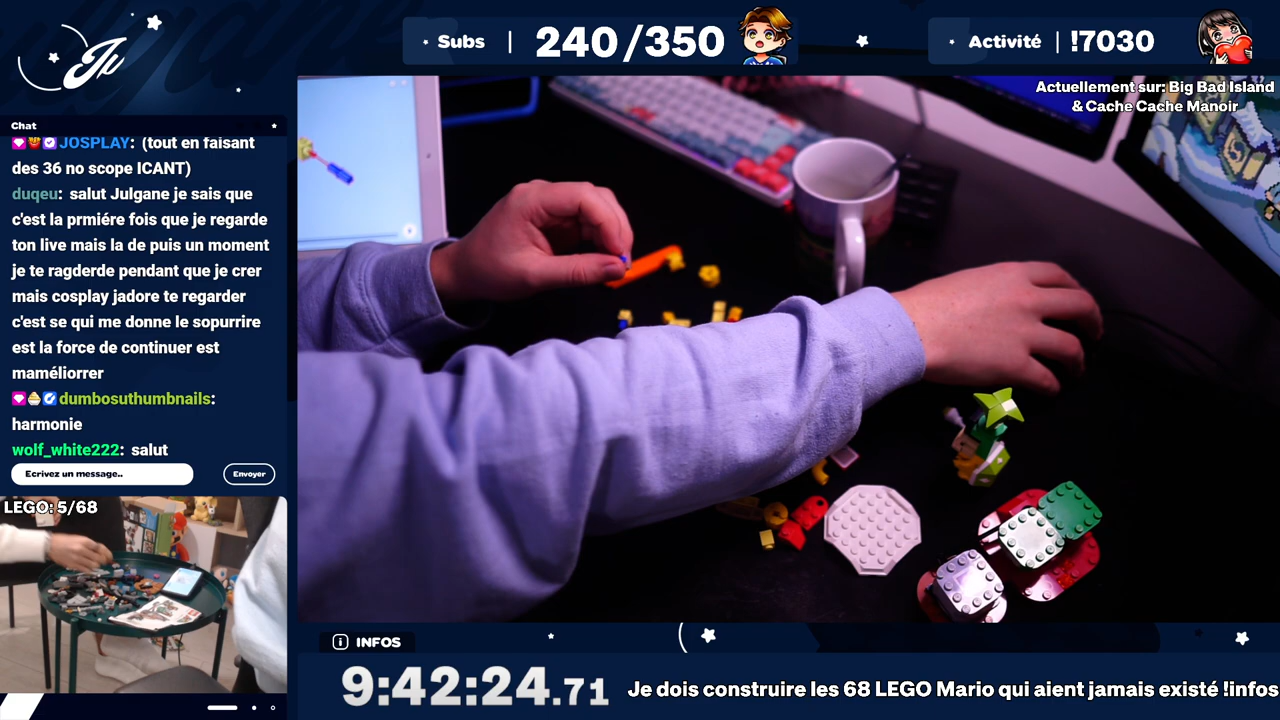 Ju
Subs | 240/350
Activité | !7030
Actuellement sur: Big Bad Island
& Cache Cache Manoir
Chat
JOSPLAY: (tout en faisant
des 36 no scope ICANT)
duqeu: salut Julgane je sais que
c'est la prmiére fois que je regarde
ton live mais la de puis un moment
je te ragderde pendant que je crer
mais cosplay jadore te regarder
c'est se qui me donne le sopurrire
est la force de continuer est
maméliorrer
dumbosuthumbnails:
harmonie
wolf_white222: salut
Ecrivez un message..
Envoyer
LEGO: 5/68
INFOS
9:42:24.71
Je dois construire les 68 LEGO Mario qui aient jamais existé !infos